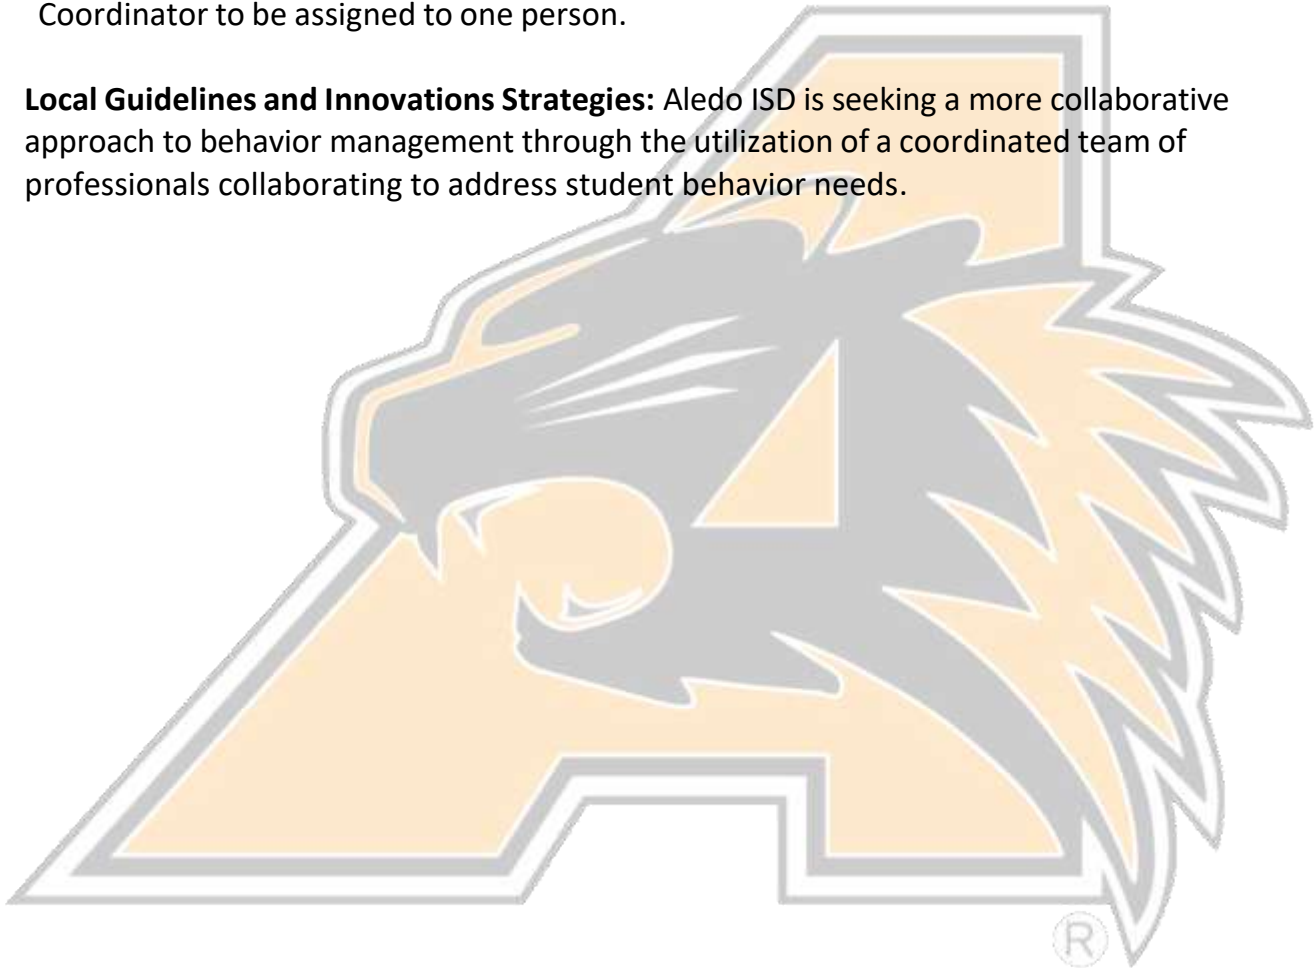 Coordinator to be assigned to one person.
Local Guidelines and Innovations Strategies: Aledo ISD is seeking a more collaborative
approach to behavior management through the utilization of a coordinated team of
professionals collaborating to address student behavior needs.
®